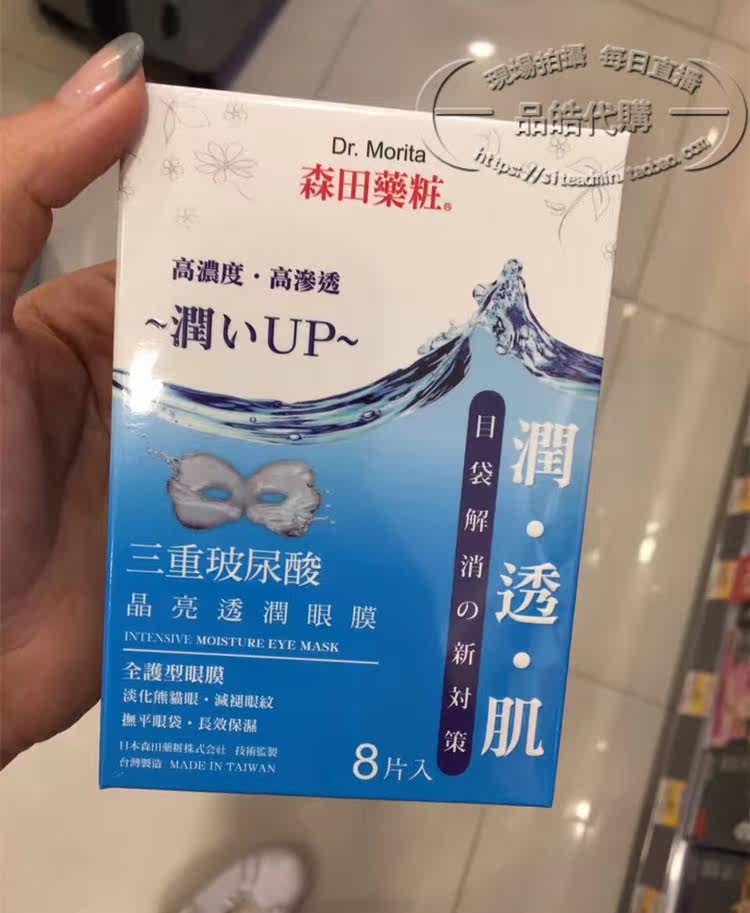 現場拍攝 每日直播
品皓代購
https://siteadmin.taobao.com
Dr. Morita
森田藥粧®
高濃度・高滲透
~潤いUP~
潤・透・肌
目袋解消の新対策
三重玻尿酸
晶亮透潤眼膜
INTENSIVE MOISTURE EYE MASK
全護型眼膜
淡化熊貓眼・減褪眼紋
撫平眼袋・長效保濕
日本森田藥粧株式会社 技術監製
台灣製造 MADE IN TAIWAN
8片入